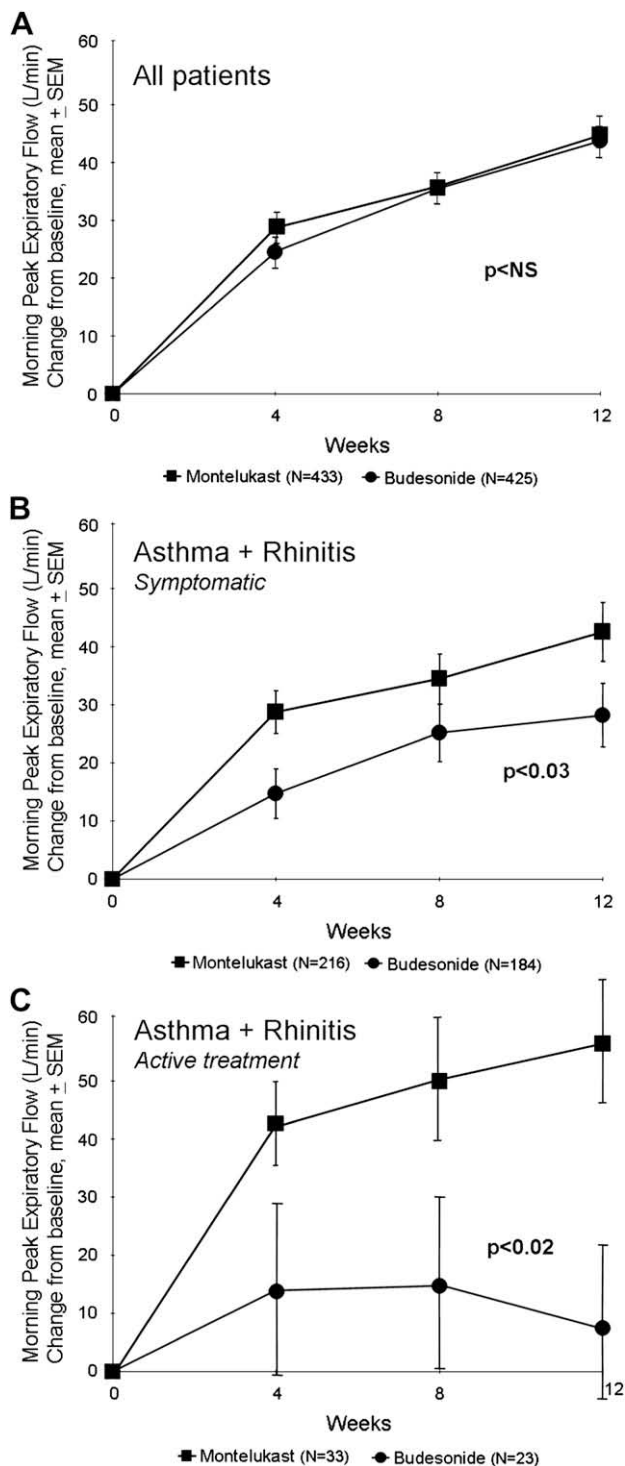 A
All patients
Morning Peak Expiratory Flow (L/min)
Change from baseline, mean ± SEM
60
50
40
30
20
10
0
p<NS
0
4
8
12
Weeks
Montelukast (N=433) Budesonide (N=425)
B
Asthma + Rhinitis
Symptomatic
Morning Peak Expiratory Flow (L/min)
Change from baseline, mean ± SEM
60
50
40
30
20
10
0
p<0.03
0
4
8
12
Weeks
Montelukast (N=216) Budesonide (N=184)
C
Asthma + Rhinitis
Active treatment
Morning Peak Expiratory Flow (L/min)
Change from baseline, mean ± SEM
60
50
40
30
20
10
0
p<0.02
0
4
8
12
Weeks
Montelukast (N=33) Budesonide (N=23)